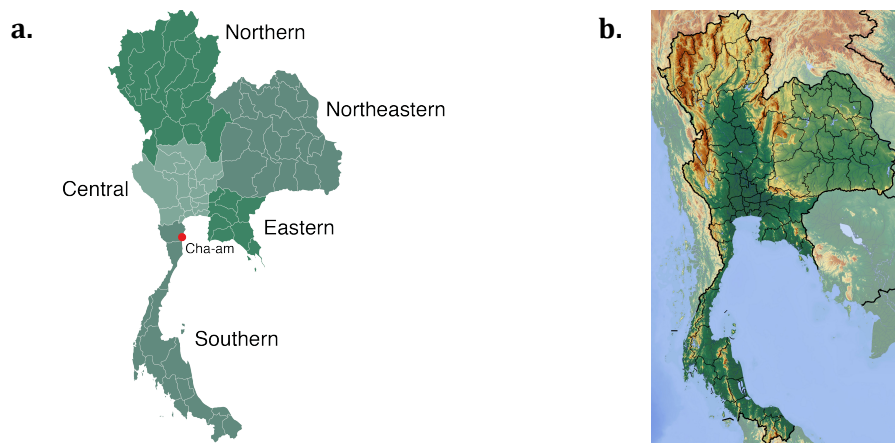 a.
b.
Northern
Northeastern
Central
Eastern
Cha-am
Southern